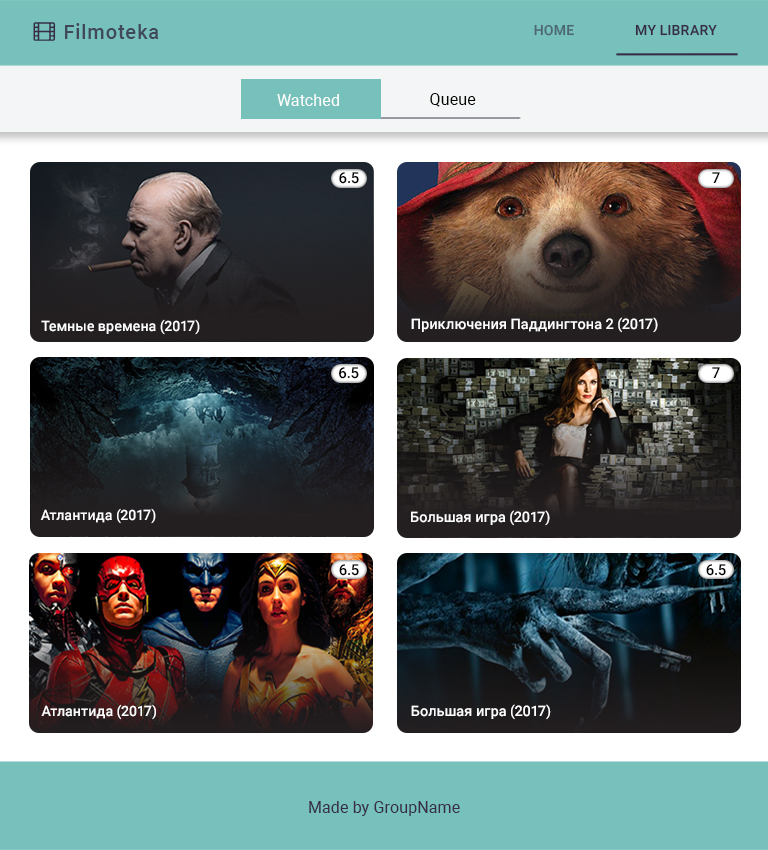 Filmoteka
HOME
MY LIBRARY
Watched
Queue
6.5
Темные времена (2017)
7
Приключения Паддингтона 2 (2017)
6.5
Атлантида (2017)
7
Большая игра (2017)
6.5
Атлантида (2017)
6.5
Большая игра (2017)
Made by GroupName